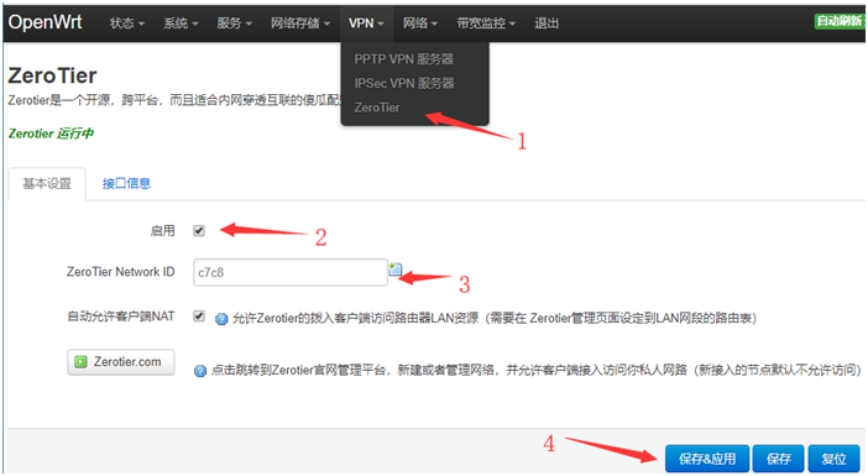 OpenWrt 状态 系统 服务 网络存储 VPN 网络 带宽监控 退出 自动刷新
PPTP VPN 服务器
IPSec VPN 服务器
ZeroTier
ZeroTier
Zerotier是一个开源，跨平台，而且适合内网穿透互联的傻瓜配
1
Zerotier 运行中
基本设置 接口信息
启用 2
ZeroTier Network ID c7c8 3
自动允许客户端NAT 允许Zerotier的拨入客户端访问路由器LAN资源（需要在 Zerotier管理页面设定到LAN网段的路由表）
Zerotier.com 点击跳转到Zerotier官网管理平台，新建或者管理网络，并允许客户端接入访问你私人网路（新接入的节点默认不允许访问）
4 保存&应用 保存 复位